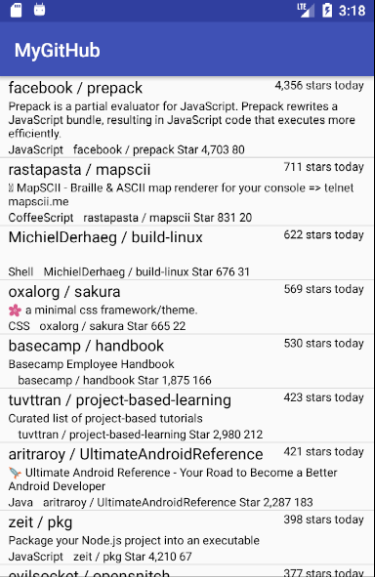 LTE 3:18
MyGitHub
facebook / prepack 4,356 stars today
Prepack is a partial evaluator for JavaScript. Prepack rewrites a
JavaScript bundle, resulting in JavaScript code that executes more
efficiently.
JavaScript facebook / prepack Star 4,703 80
rastapasta / mapscii 711 stars today
MapSCII - Braille & ASCII map renderer for your console => telnet
mapscii.me
CoffeeScript rastapasta / mapscii Star 831 20
MichielDerhaeg / build-linux 622 stars today
Shell MichielDerhaeg / build-linux Star 676 31
oxalorg / sakura 569 stars today
🌸 a minimal css framework/theme.
CSS oxalorg / sakura Star 665 22
basecamp / handbook 530 stars today
Basecamp Employee Handbook
basecamp / handbook Star 1,875 166
tuvttran / project-based-learning 423 stars today
Curated list of project-based tutorials
tuvttran / project-based-learning Star 2,980 212
aritraroy / UltimateAndroidReference 421 stars today
🚀 Ultimate Android Reference - Your Road to Become a Better
Android Developer
Java aritraroy / UltimateAndroidReference Star 2,287 183
zeit / pkg 398 stars today
Package your Node.js project into an executable
JavaScript zeit / pkg Star 4,210 67
evilsocket / opensnitch 377 stars today